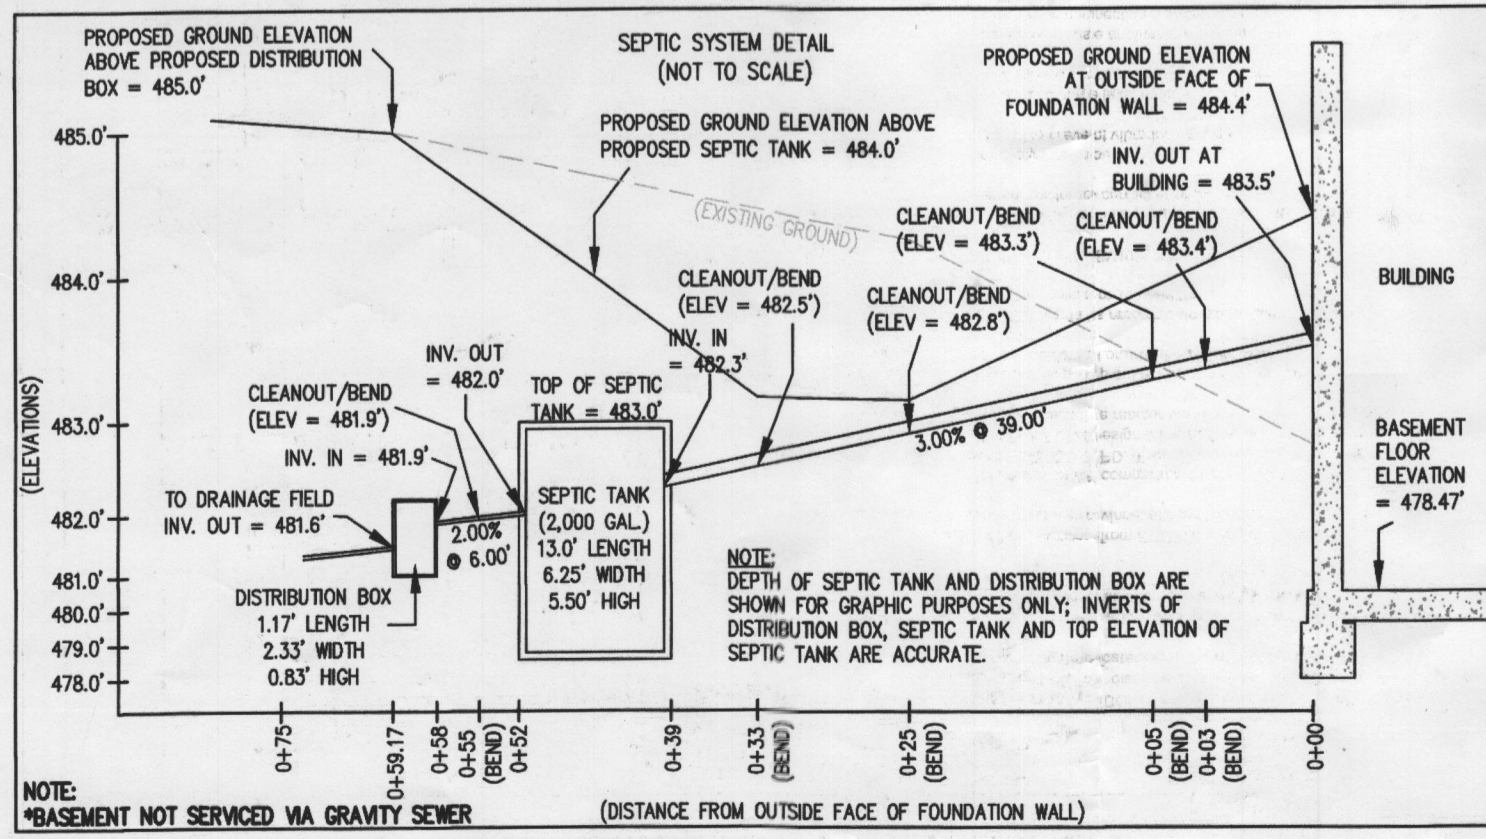 PROPOSED GROUND ELEVATION
ABOVE PROPOSED DISTRIBUTION
BOX = 485.0'
SEPTIC SYSTEM DETAIL
(NOT TO SCALE)
PROPOSED GROUND ELEVATION
AT OUTSIDE FACE OF
FOUNDATION WALL = 484.4'
PROPOSED GROUND ELEVATION ABOVE
PROPOSED SEPTIC TANK = 484.0'
INV. OUT AT
BUILDING = 483.5'
(EXISTING GROUND)
CLEANOUT/BEND
(ELEV = 483.3')
CLEANOUT/BEND
(ELEV = 483.4')
CLEANOUT/BEND
(ELEV = 482.5')
CLEANOUT/BEND
(ELEV = 482.8')
BUILDING
INV. IN
= 482.3'
INV. OUT
= 482.0'
TOP OF SEPTIC
TANK = 483.0'
CLEANOUT/BEND
(ELEV = 481.9')
INV. IN = 481.9'
TO DRAINAGE FIELD
INV. OUT = 481.6'
2.00%
@ 6.00'
3.00% @ 39.00'
SEPTIC TANK
(2,000 GAL.)
13.0' LENGTH
6.25' WIDTH
5.50' HIGH
BASEMENT
FLOOR
ELEVATION
= 478.47'
DISTRIBUTION BOX
1.17' LENGTH
2.33' WIDTH
0.83' HIGH
NOTE:
DEPTH OF SEPTIC TANK AND DISTRIBUTION BOX ARE
SHOWN FOR GRAPHIC PURPOSES ONLY; INVERTS OF
DISTRIBUTION BOX, SEPTIC TANK AND TOP ELEVATION OF
SEPTIC TANK ARE ACCURATE.
(ELEVATIONS)
485.0'
484.0'
483.0'
482.0'
481.0'
480.0'
479.0'
478.0'
0+75
0+59.17
0+58
0+55
(BEND)
0+52
0+39
0+33
(BEND)
0+25
(BEND)
0+05
(BEND)
0+03
(BEND)
0+00
NOTE:
*BASEMENT NOT SERVICED VIA GRAVITY SEWER
(DISTANCE FROM OUTSIDE FACE OF FOUNDATION WALL)